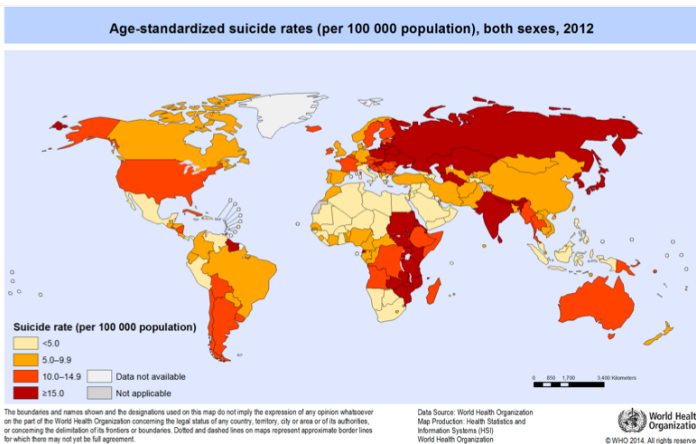 Age-standardized suicide rates (per 100 000 population), both sexes, 2012
Suicide rate (per 100 000 population)
<5.0
5.0–9.9
10.0–14.9
≥15.0
Data not available
Not applicable
0 850 1,700 3,400 Kilometers
The boundaries and names shown and the designations used on this map do not imply the expression of any opinion whatsoever
on the part of the World Health Organization concerning the legal status of any country, territory, city or area or of its authorities,
or concerning the delimitation of its frontiers or boundaries. Dotted and dashed lines on maps represent approximate border lines
for which there may not yet be full agreement.
Data Source: World Health Organization
Map Production: Health Statistics and
Information Systems (HSI)
World Health Organization
World Healt
Organizatio
© WHO 2014. All rights reserve